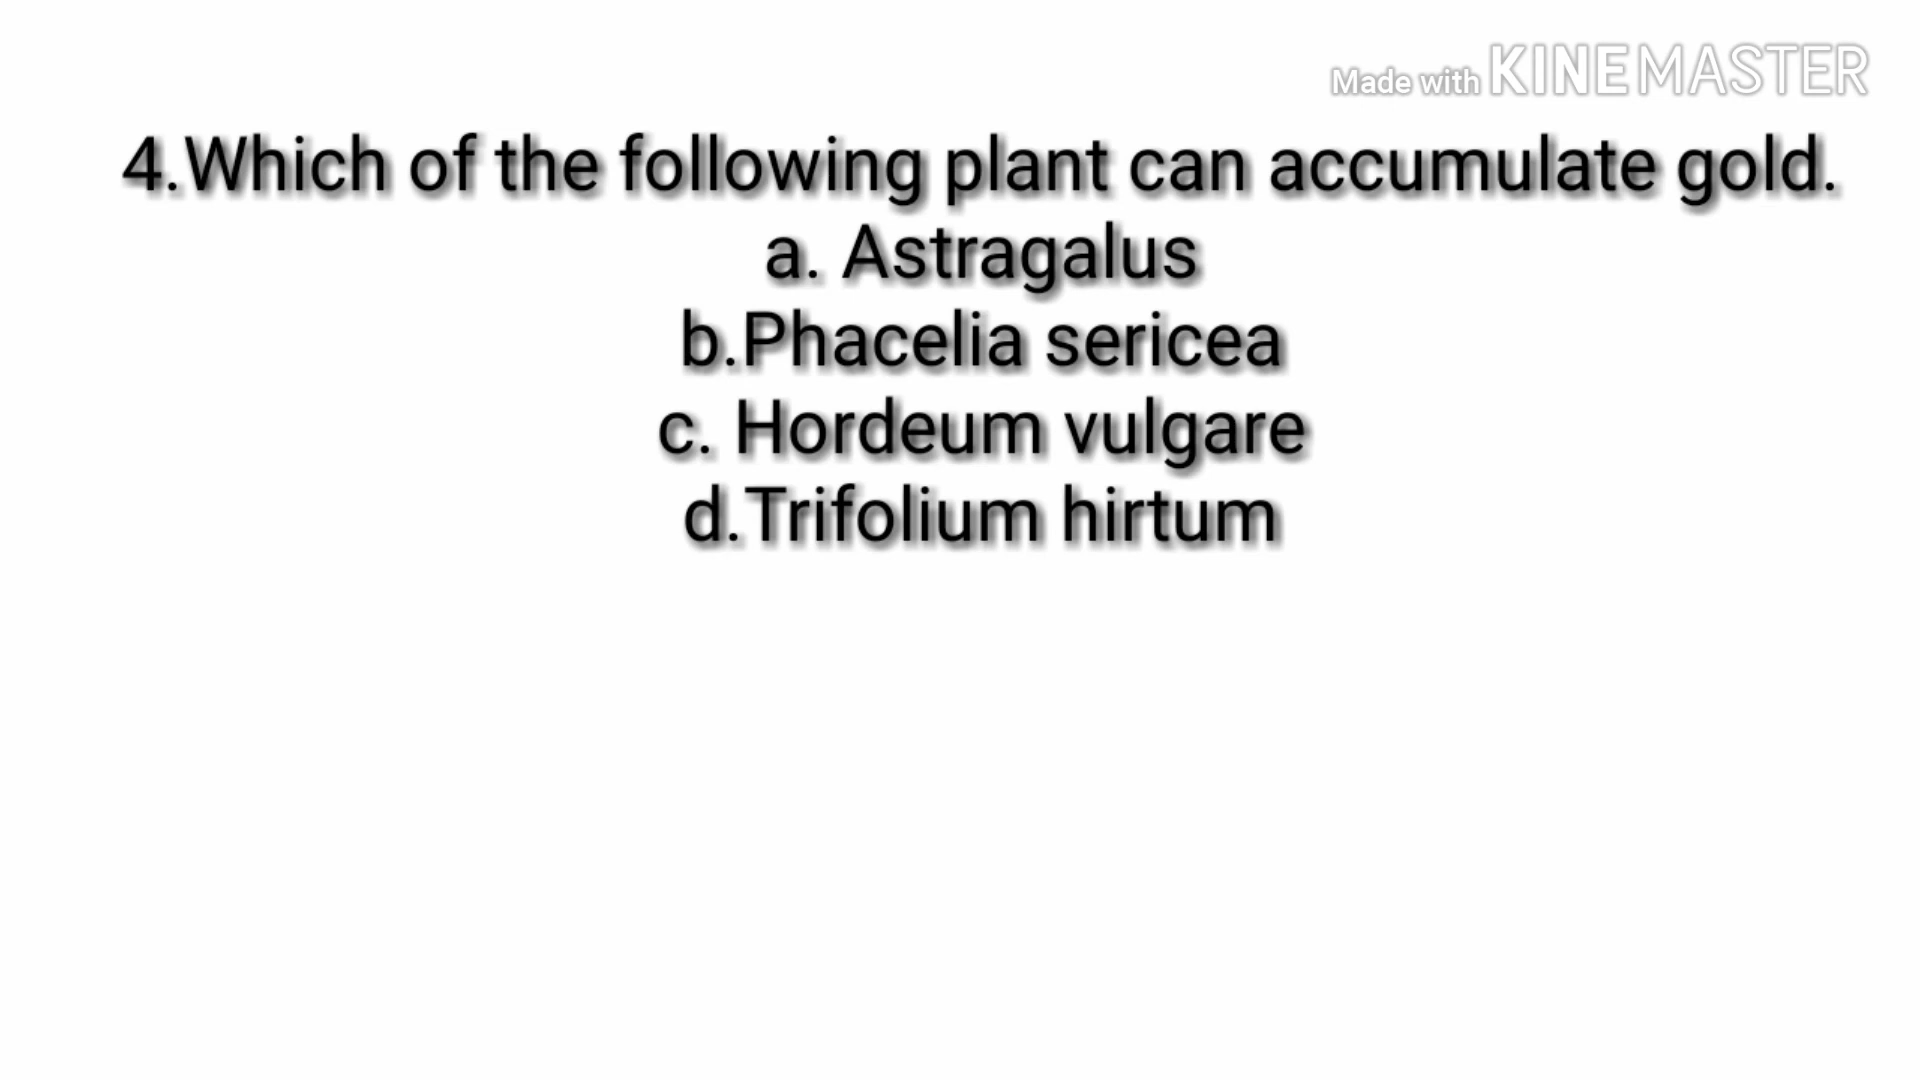 Made with KINEMASTER
4.Which of the following plant can accumulate gold.
a. Astragalus
b.Phacelia sericea
c. Hordeum vulgare
d.Trifolium hirtum